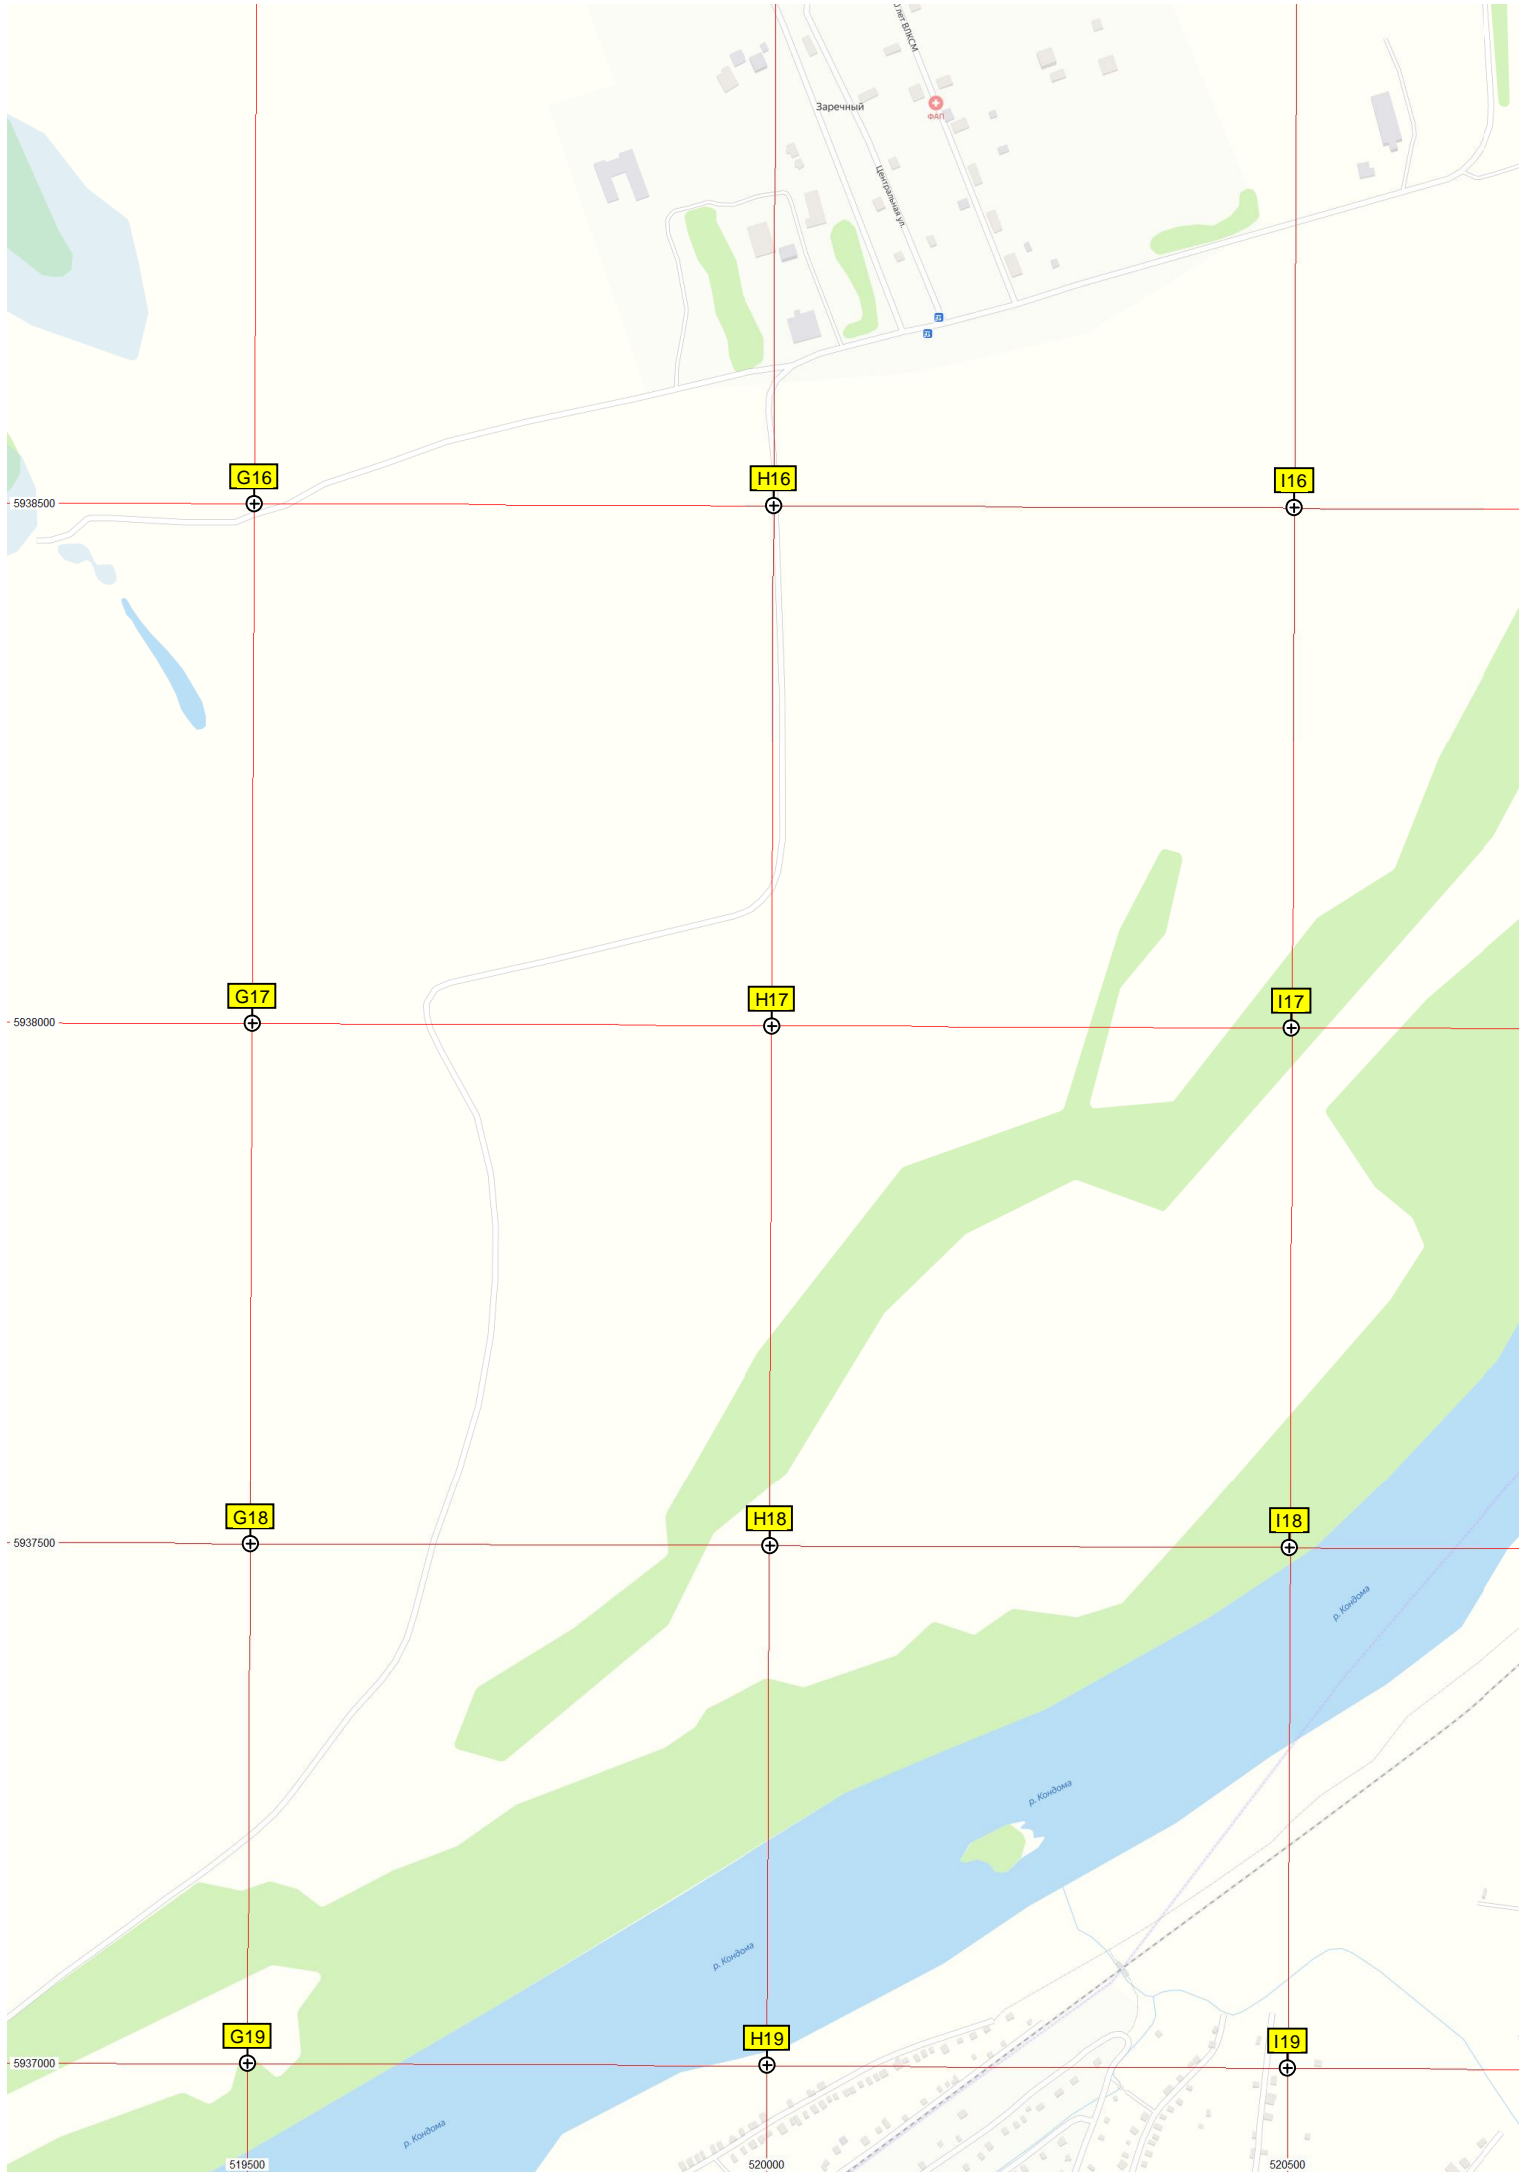 0 лет ВЛКСМ
Заречный
ФАП
Центральная ул.
G16
H16
I16
5938500
G17
H17
I17
5938000
G18
H18
I18
5937500
р. Кондома
р. Кондома
р. Кондома
G19
H19
I19
5937000
р. Кондома
519500
520000
520500